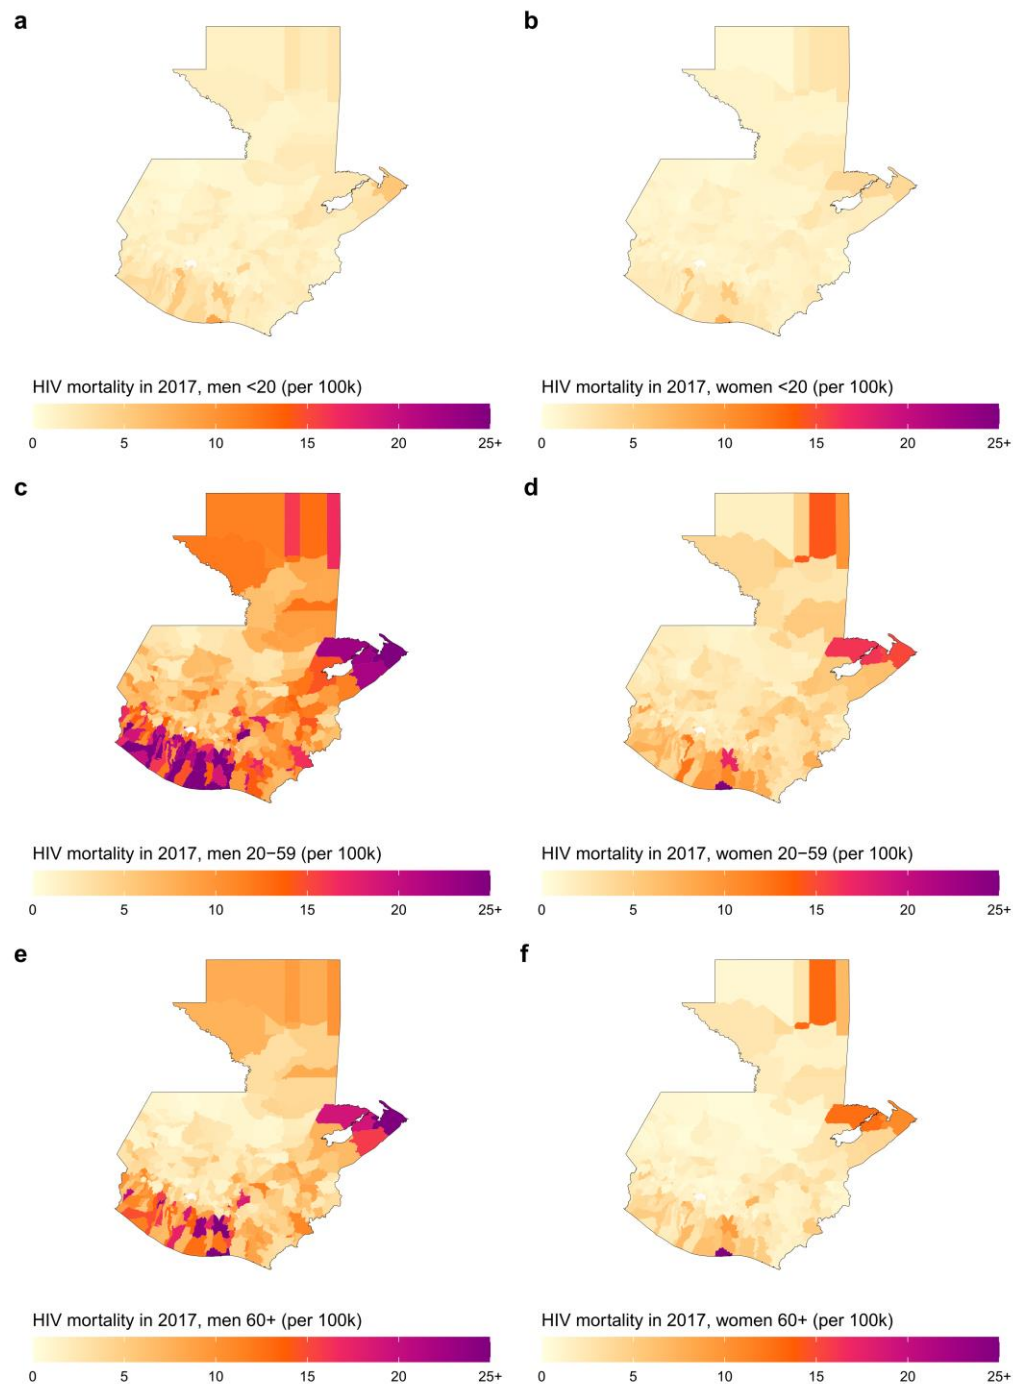 a
b
HIV mortality in 2017, men <20 (per 100k)
HIV mortality in 2017, women <20 (per 100k)
0 5 10 15 20 25+
0 5 10 15 20 25+
c
d
HIV mortality in 2017, men 20−59 (per 100k)
HIV mortality in 2017, women 20−59 (per 100k)
0 5 10 15 20 25+
0 5 10 15 20 25+
e
f
HIV mortality in 2017, men 60+ (per 100k)
HIV mortality in 2017, women 60+ (per 100k)
0 5 10 15 20 25+
0 5 10 15 20 25+